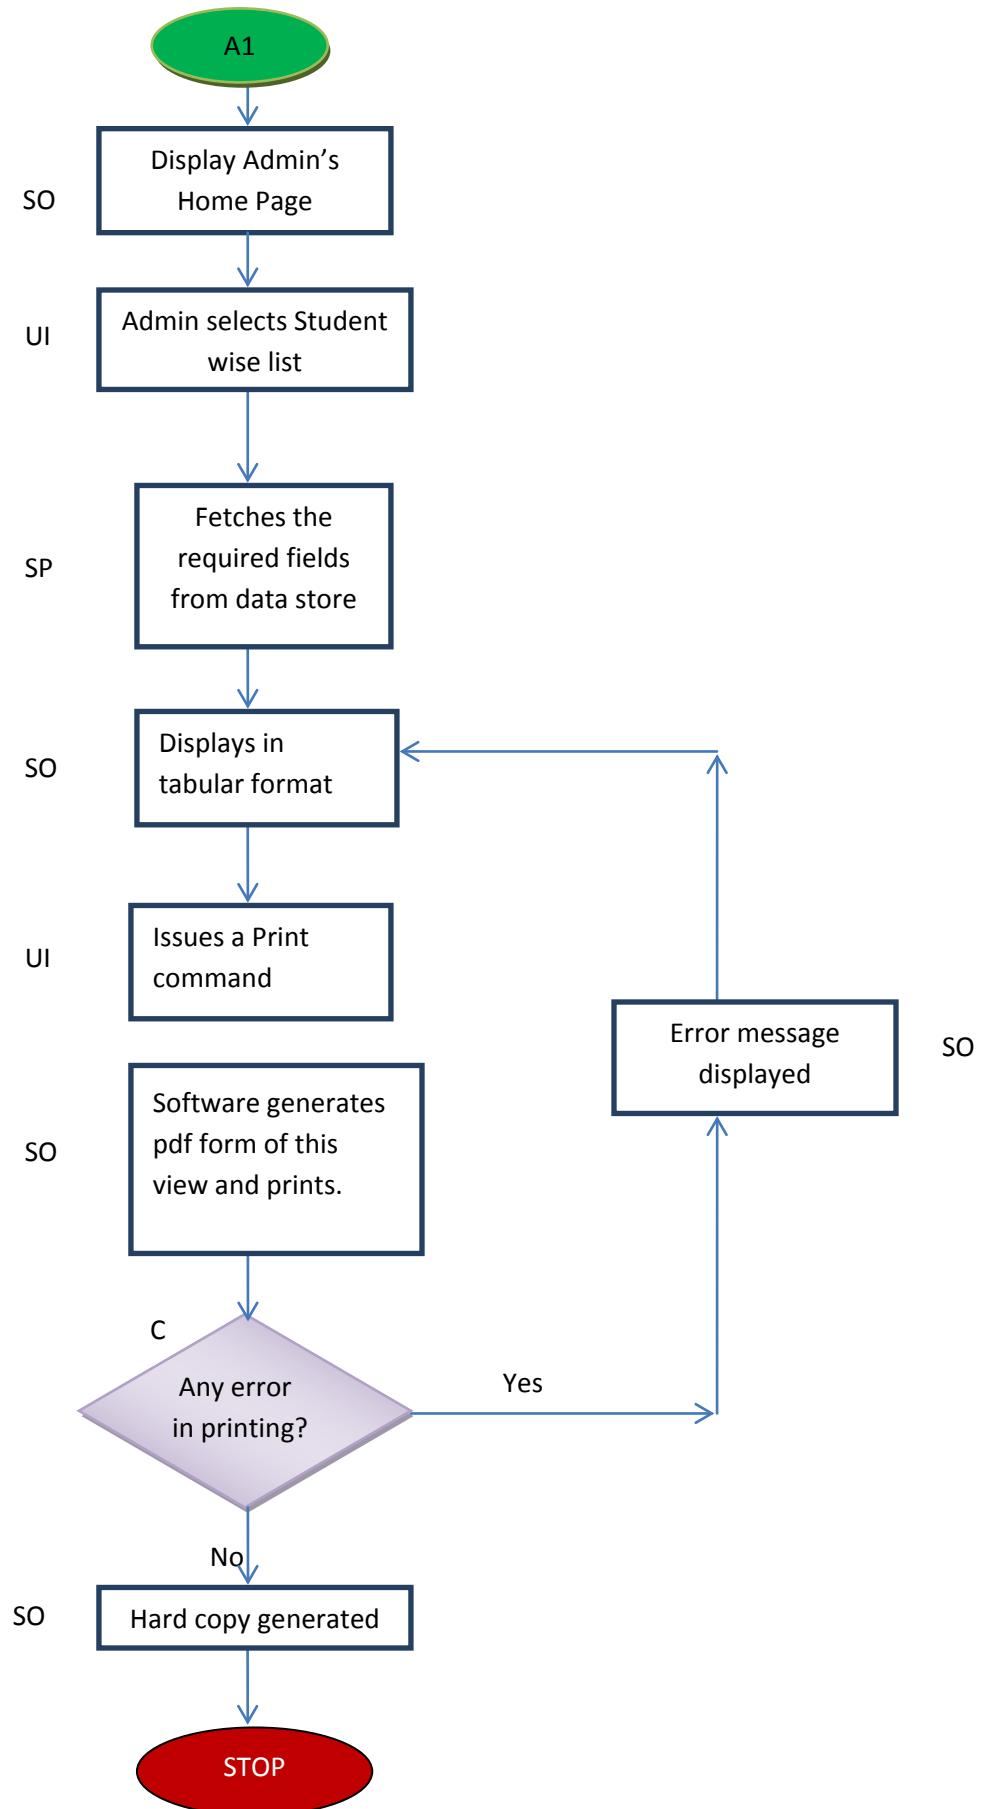 A1
Display Admin’s
Home Page
SO
Admin selects Student
wise list
UI
Fetches the
required fields
from data store
SP
Displays in
tabular format
SO
Issues a Print
command
UI
Error message
displayed
SO
Software generates
pdf form of this
view and prints.
SO
C
Any error
in printing?
Yes
No
Hard copy generated
SO
STOP